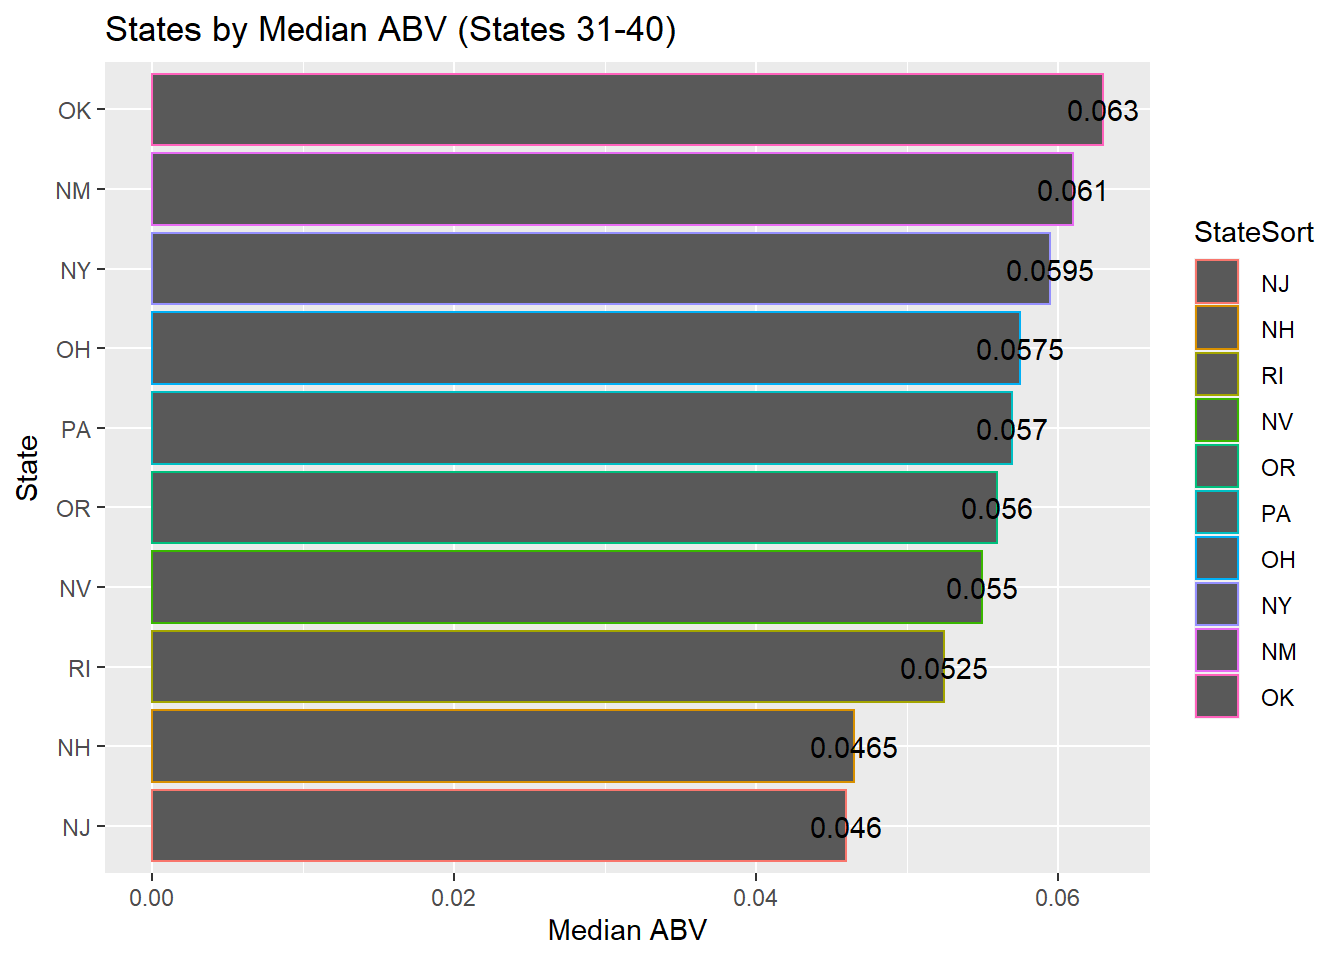 States by Median ABV (States 31-40)
OK
0.063
NM
0.061
NY
0.0595
OH
0.0575
PA
0.057
OR
0.056
NV
0.055
RI
0.0525
NH
0.0465
NJ
0.046
0.00 0.02 0.04 0.06
Median ABV
State
StateSort
NJ
NH
RI
NV
OR
PA
OH
NY
NM
OK